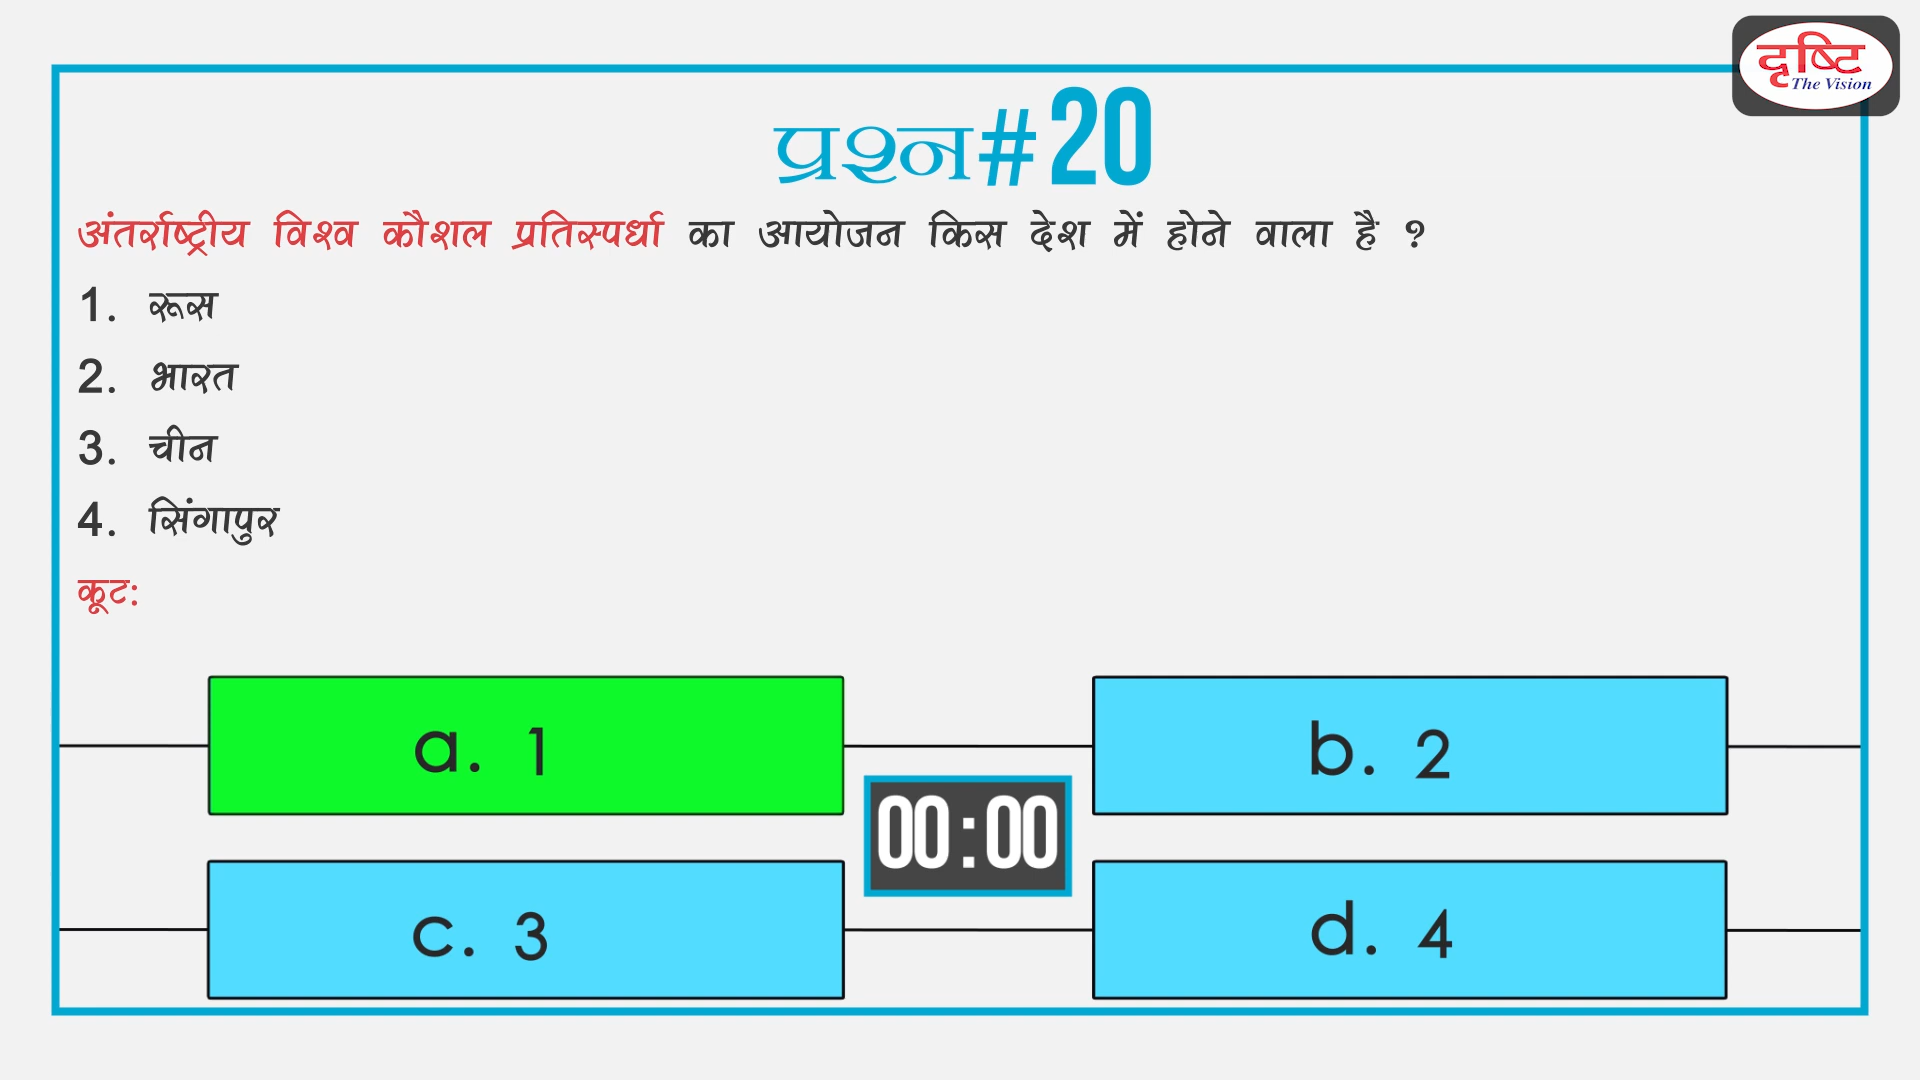 दृष्टि
The Vision
प्रश्न#20
अंतर्राष्ट्रीय विश्व कौशल प्रतिस्पर्धा का आयोजन किस देश में होने वाला है ?
1. रूस
2. भारत
3. चीन
4. सिंगापुर
कूट:
a. 1
b. 2
00:00
c. 3
d. 4